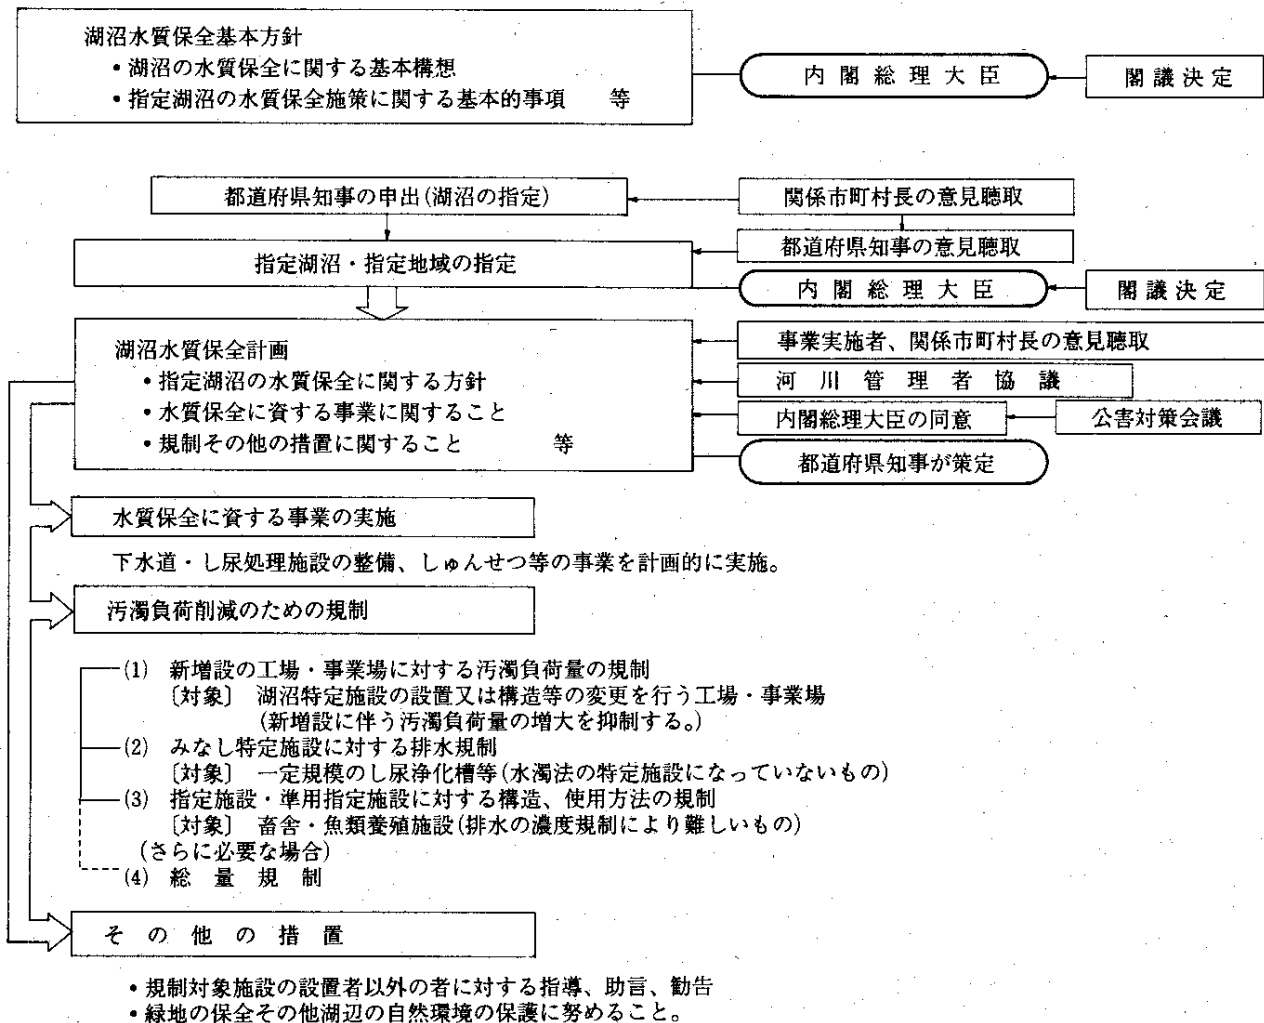 湖沼水質保全基本方針
・湖沼の水質保全に関する基本構想
・指定湖沼の水質保全施策に関する基本的事項 等
内閣総理大臣
閣議決定
都道府県知事の申出(湖沼の指定)
関係市町村長の意見聴取
都道府県知事の意見聴取
指定湖沼・指定地域の指定
内閣総理大臣
閣議決定
湖沼水質保全計画
・指定湖沼の水質保全に関する方針
・水質保全に資する事業に関すること
・規制その他の措置に関すること 等
事業実施者、関係市町村長の意見聴取
河川管理者協議
内閣総理大臣の同意
公害対策会議
都道府県知事が策定
水質保全に資する事業の実施
下水道・し尿処理施設の整備、しゅんせつ等の事業を計画的に実施。
汚濁負荷削減のための規制
(1) 新増設の工場・事業場に対する汚濁負荷量の規制
〔対象〕 湖沼特定施設の設置又は構造等の変更を行う工場・事業場
(新増設に伴う汚濁負荷量の増大を抑制する。)
(2) みなし特定施設に対する排水規制
〔対象〕 一定規模のし尿浄化槽等(水濁法の特定施設になっていないもの)
(3) 指定施設・準用指定施設に対する構造、使用方法の規制
〔対象〕 畜舎・魚類養殖施設(排水の濃度規制により難しいもの)
(さらに必要な場合)
(4) 総量規制
その他の措置
・規制対象施設の設置者以外の者に対する指導、助言、勧告
・緑地の保全その他湖辺の自然環境の保護に努めること。